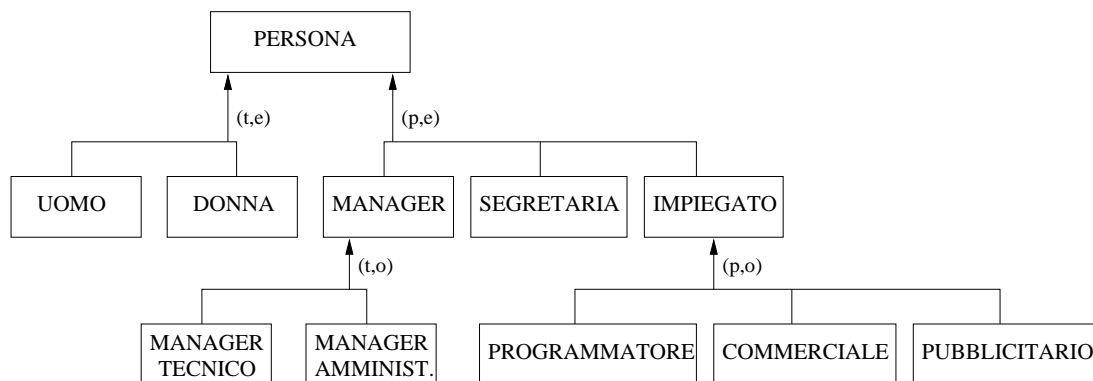 PERSONA
(t,e)
(p,e)
UOMO
DONNA
MANAGER
SEGRETARIA
IMPIEGATO
(t,o)
(p,o)
MANAGER
TECNICO
MANAGER
AMMINIST.
PROGRAMMATORE
COMMERCIALE
PUBBLICITARIO